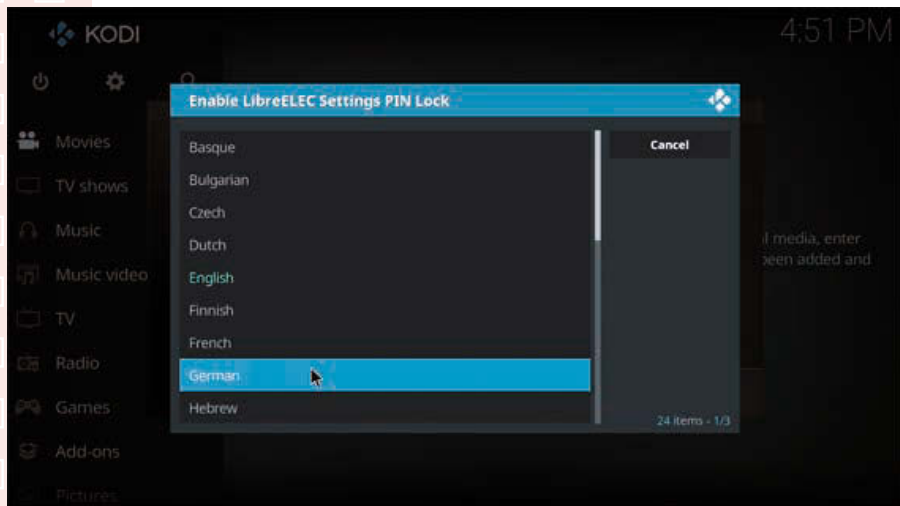 KODI
4:51 PM
Enable LibreELEC Settings PIN Lock
Basque
Bulgarian
Czech
Dutch
English
Finnish
French
German
Hebrew
Cancel
24 items - 1/3
Movies
TV shows
Music
Music video
TV
Radio
Games
Add-ons
Pictures
l media, enter
been added and